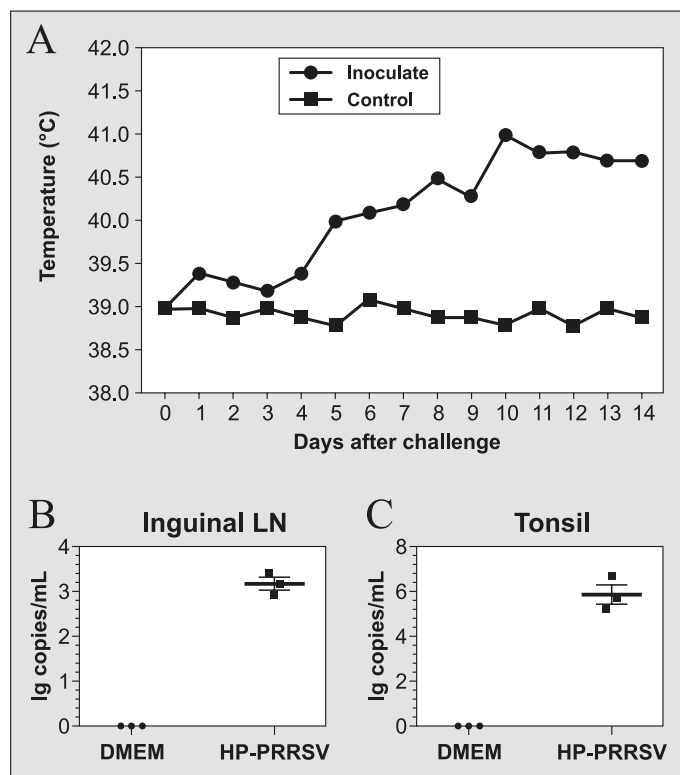 A
42.0
41.5
41.0
40.5
40.0
39.5
39.0
38.5
38.0
Temperature (°C)
Inoculate
Control
0 1 2 3 4 5 6 7 8 9 10 11 12 13 14
Days after challenge
B
Inguinal LN
4
3
2
1
0
lg copies/mL
DMEM HP-PRRSV
C
Tonsil
8
6
4
2
0
lg copies/mL
DMEM HP-PRRSV